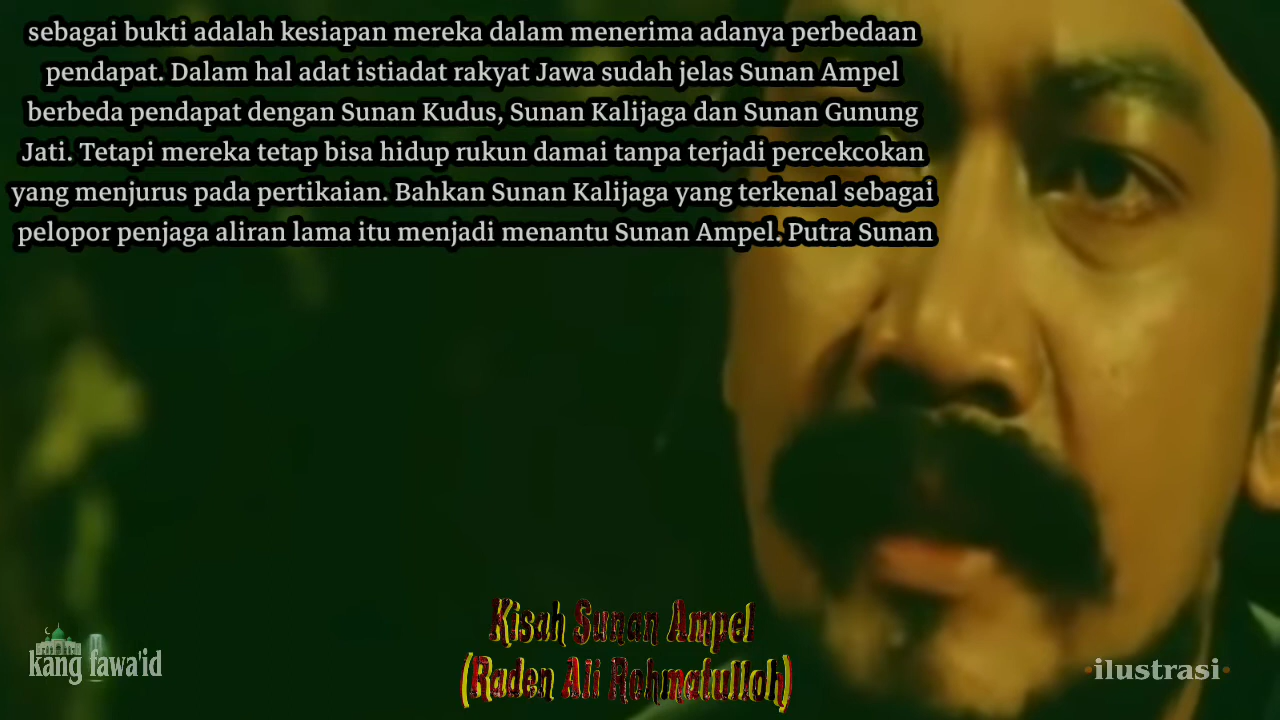 sebagai bukti adalah kesiapan mereka dalam menerima adanya perbedaan
pendapat. Dalam hal adat istiadat rakyat Jawa sudah jelas Sunan Ampel
berbeda pendapat dengan Sunan Kudus, Sunan Kalijaga dan Sunan Gunung
Jati. Tetapi mereka tetap bisa hidup rukun damai tanpa terjadi percekcokan
yang menjurus pada pertikaian. Bahkan Sunan Kalijaga yang terkenal sebagai
pelopor penjaga aliran lama itu menjadi menantu Sunan Ampel. Putra Sunan
Kisah Sunan Ampel
(Raden Ali Rohmatulloh)
kang fawa'id
•ilustrasi•